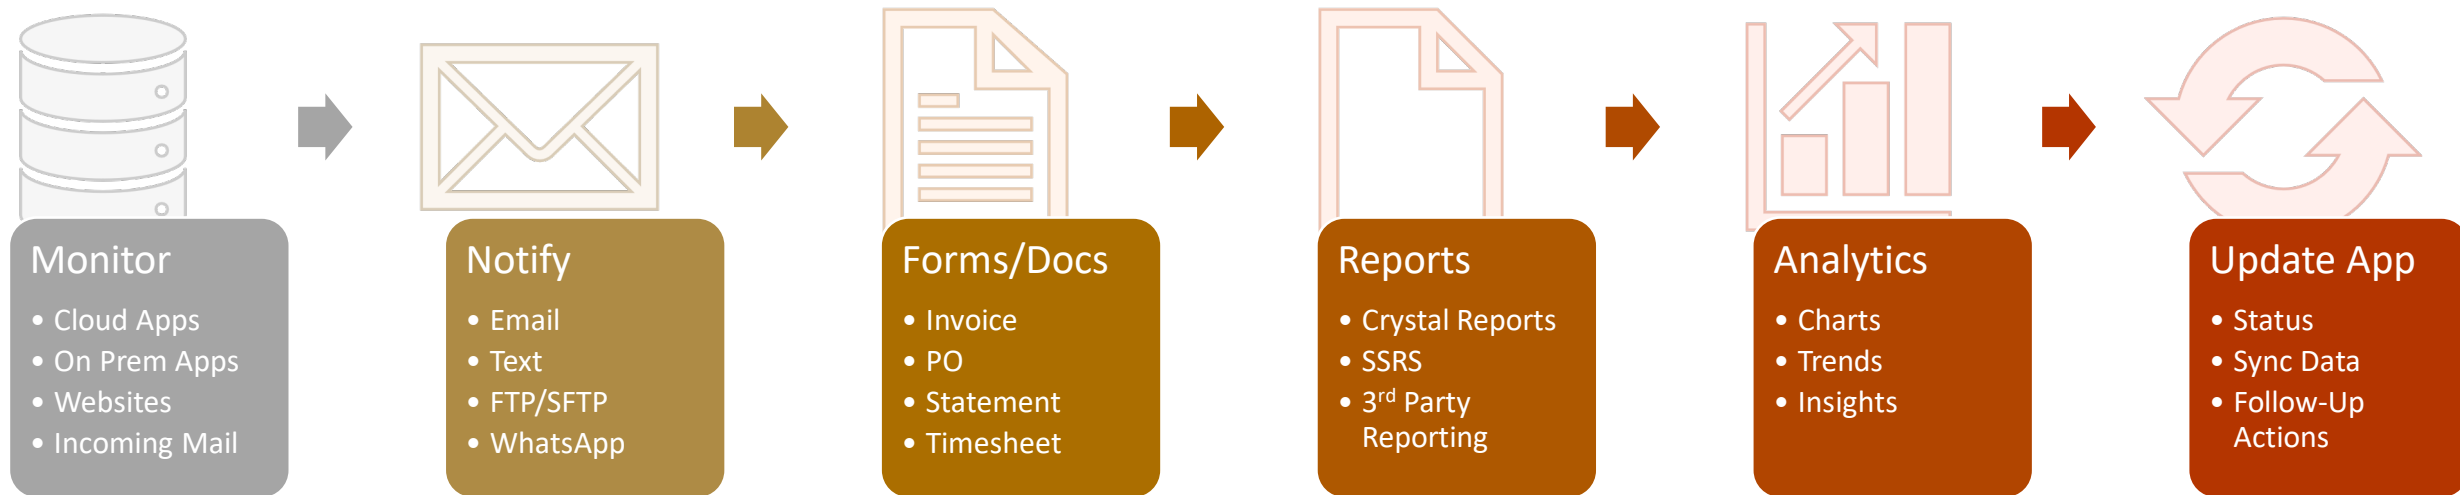 Monitor
• Cloud Apps
• On Prem Apps
• Websites
• Incoming Mail
Notify
• Email
• Text
• FTP/SFTP
• WhatsApp
Forms/Docs
• Invoice
• PO
• Statement
• Timesheet
Reports
• Crystal Reports
• SSRS
• 3rd Party
Reporting
Analytics
• Charts
• Trends
• Insights
Update App
• Status
• Sync Data
• Follow-Up
Actions